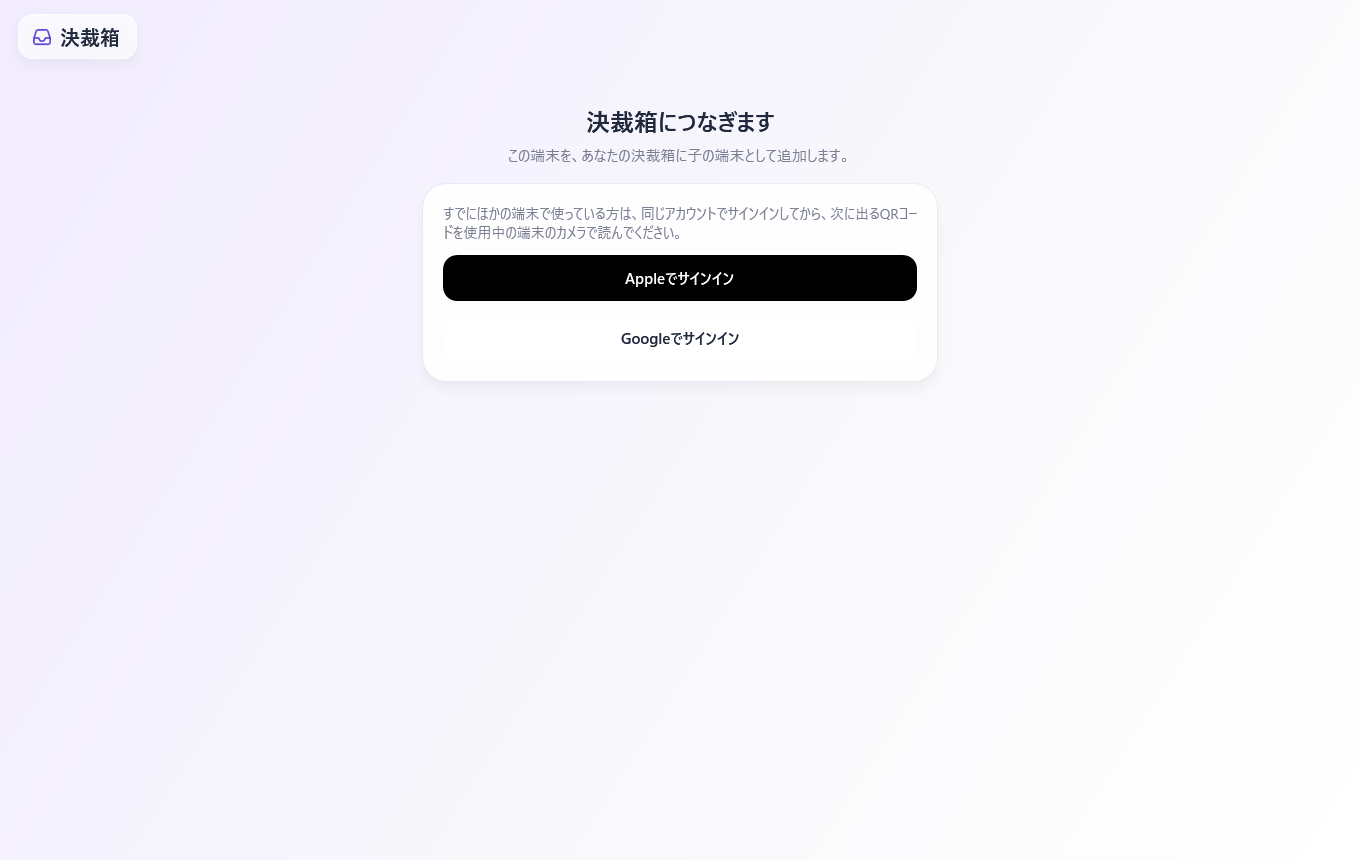 決裁箱
決裁箱につなぎます
この端末を、あなたの決裁箱に子の端末として追加します。
すでにほかの端末で使っている方は、同じアカウントでサインインしてから、次に出るQRコー
ドを使用中の端末のカメラで読んでください。
Appleでサインイン
Googleでサインイン